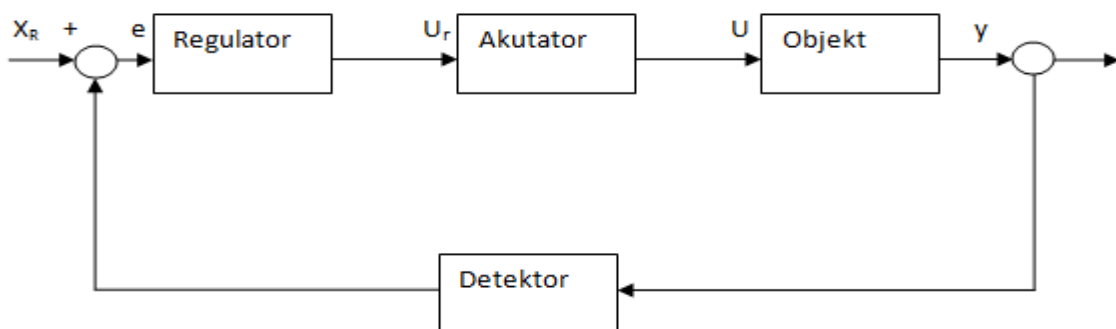 X_R + e Regulator U_r Akutator U Objekt y
Detektor